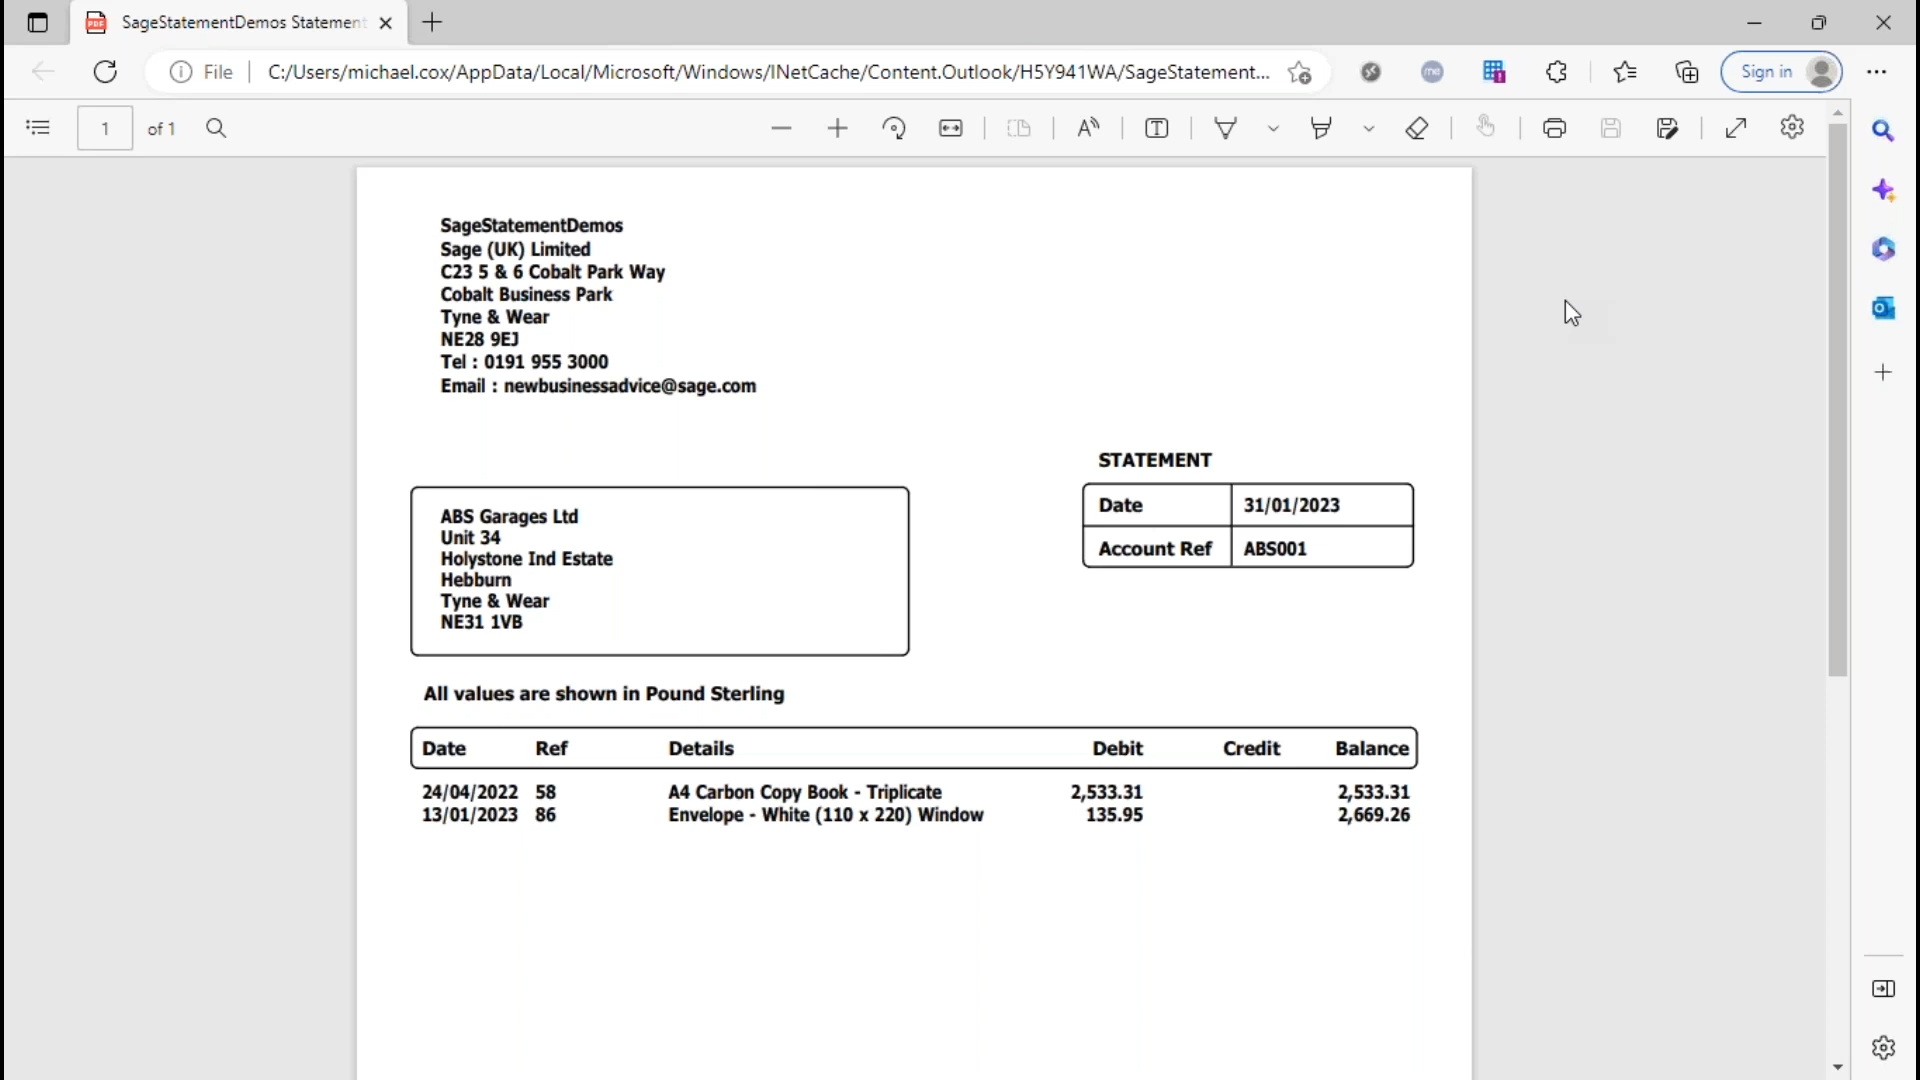 SageStatementDemos Statement
File
C:/Users/michael.cox/AppData/Local/Microsoft/Windows/INetCache/Content.Outlook/H5Y941WA/SageStatement...
me
1
Sign in
1 of 1
SageStatementDemos
Sage (UK) Limited
C23 5 & 6 Cobalt Park Way
Cobalt Business Park
Tyne & Wear
NE28 9EJ
Tel : 0191 955 3000
Email : newbusinessadvice@sage.com
STATEMENT
Date 31/01/2023
Account Ref ABS001
ABS Garages Ltd
Unit 34
Holystone Ind Estate
Hebburn
Tyne & Wear
NE31 1VB
All values are shown in Pound Sterling
Date Ref Details Debit Credit Balance
24/04/2022 58 A4 Carbon Copy Book - Triplicate 2,533.31 2,533.31
13/01/2023 86 Envelope - White (110 x 220) Window 135.95 2,669.26